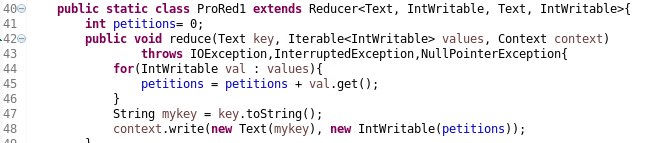 40 public static class ProRed1 extends Reducer<Text, IntWritable, Text, IntWritable>{
41 int petitions= 0;
42 public void reduce(Text key, Iterable<IntWritable> values, Context context)
43 throws IOException,InterruptedException,NullPointerException{
44 for(IntWritable val : values){
45 petitions = petitions + val.get();
46 }
47 String mykey = key.toString();
48 context.write(new Text(mykey), new IntWritable(petitions));
49 }